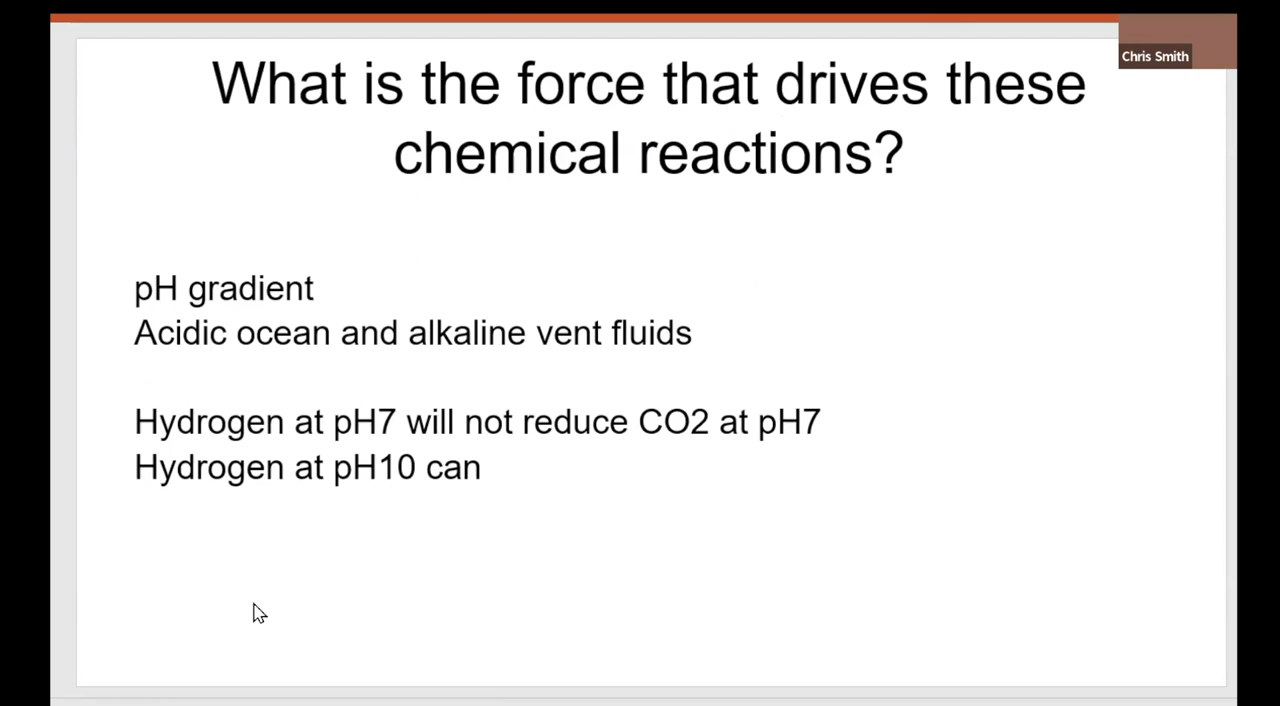 Chris Smith
What is the force that drives these
chemical reactions?
pH gradient
Acidic ocean and alkaline vent fluids
Hydrogen at pH7 will not reduce CO2 at pH7
Hydrogen at pH10 can